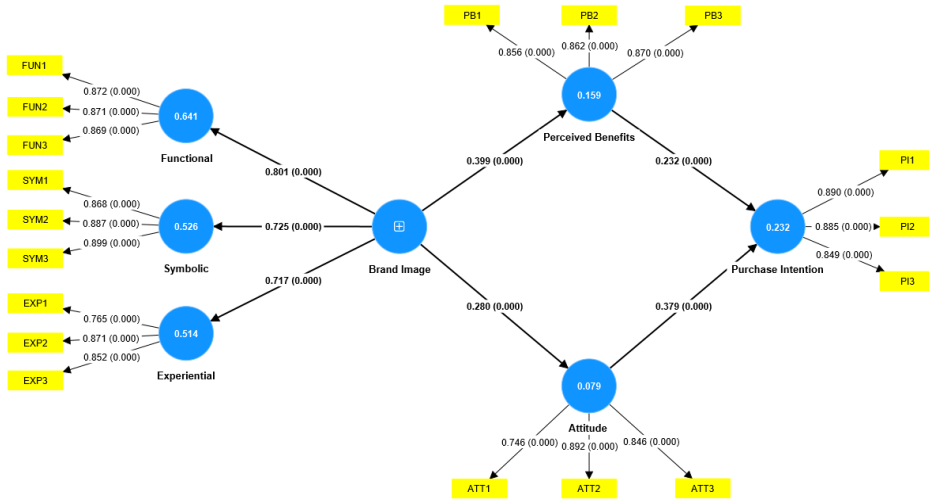 PB1
PB2
PB3
0.856 (0.000)
0.862 (0.000)
0.870 (0.000)
0.159
Perceived Benefits
FUN1
FUN2
FUN3
0.872 (0.000)
0.871 (0.000)
0.869 (0.000)
0.641
Functional
SYM1
SYM2
SYM3
0.868 (0.000)
0.887 (0.000)
0.899 (0.000)
0.526
Symbolic
EXP1
EXP2
EXP3
0.765 (0.000)
0.871 (0.000)
0.852 (0.000)
0.514
Experiential
0.801 (0.000)
0.725 (0.000)
0.717 (0.000)
Brand Image
0.399 (0.000)
0.280 (0.000)
0.232 (0.000)
0.379 (0.000)
0.232
Purchase Intention
0.890 (0.000)
0.885 (0.000)
0.849 (0.000)
PI1
PI2
PI3
0.079
Attitude
0.746 (0.000)
0.892 (0.000)
0.846 (0.000)
ATT1
ATT2
ATT3